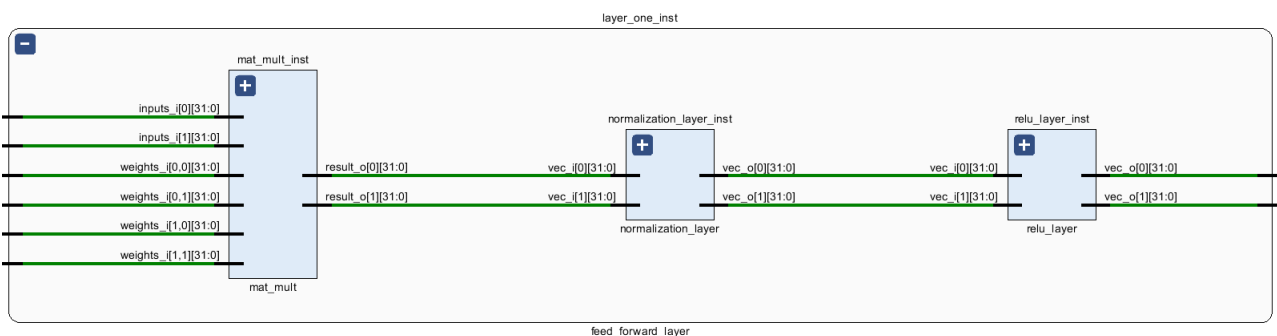 layer_one_inst
mat_mult_inst
inputs_i[0][31:0]
inputs_i[1][31:0]
weights_i[0,0][31:0]
weights_i[0,1][31:0]
weights_i[1,0][31:0]
weights_i[1,1][31:0]
result_o[0][31:0]
result_o[1][31:0]
mat_mult
normalization_layer_inst
vec_i[0][31:0]
vec_i[1][31:0]
vec_o[0][31:0]
vec_o[1][31:0]
normalization_layer
relu_layer_inst
vec_i[0][31:0]
vec_i[1][31:0]
vec_o[0][31:0]
vec_o[1][31:0]
relu_layer
feed_forward_layer